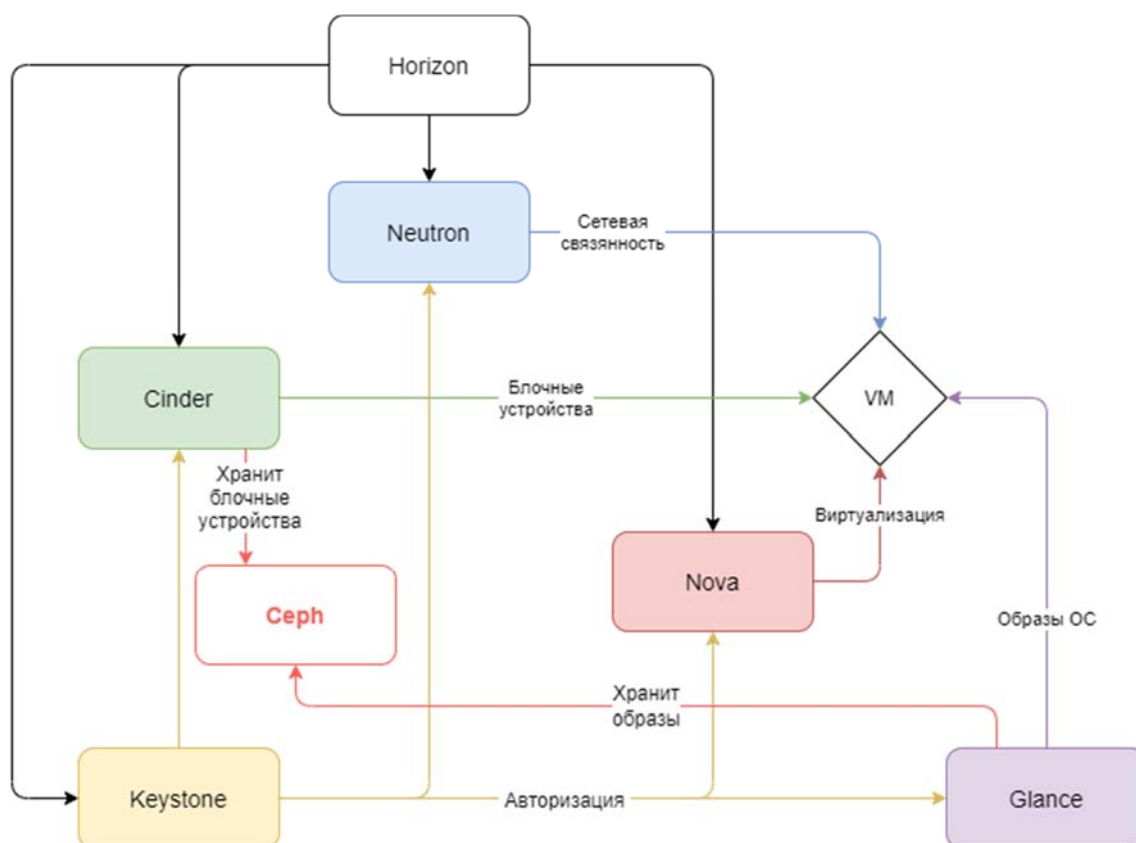 Horizon
Neutron
Сетевая
связянность
Cinder
Блочные
устройства
VM
Хранит
блочные
устройства
Виртуализация
Nova
Ceph
Образы ОС
Хранит
образы
Keystone
Авторизация
Glance